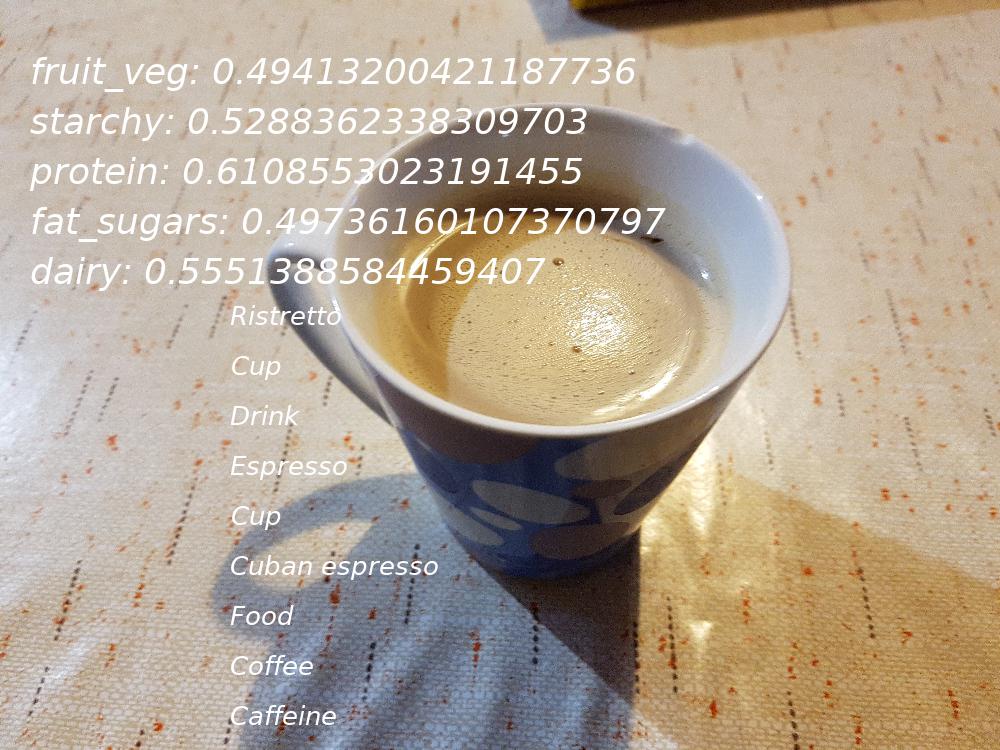 fruit_veg: 0.49413200421187736
starchy: 0.5288362338309703
protein: 0.6108553023191455
fat_sugars: 0.49736160107370797
dairy: 0.5551388584459407
Ristretto
Cup
Drink
Espresso
Cup
Cuban espresso
Food
Coffee
Caffeine